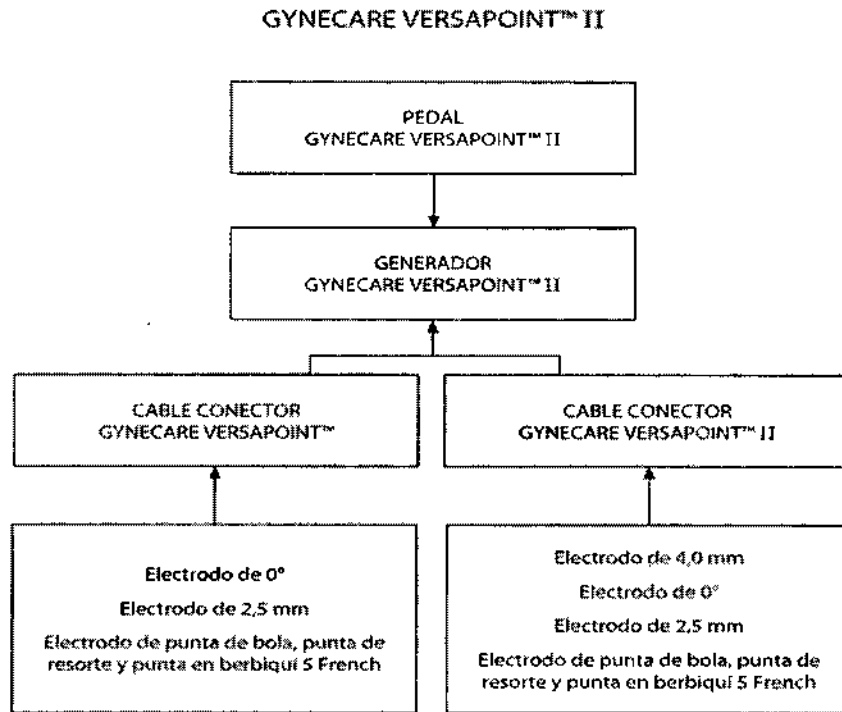 GYNECARE VERSAPOINT™ II
PEDAL
GYNECARE VERSAPOINT™ II
GENERADOR
GYNECARE VERSAPOINT™ II
CABLE CONECTOR
GYNECARE VERSAPOINT™
CABLE CONECTOR
GYNECARE VERSAPOINT™ II
Electrodo de 0°
Electrodo de 2,5 mm
Electrodo de punta de bola, punta de
resorte y punta en berbiquí 5 French
Electrodo de 4,0 mm
Electrodo de 0°
Electrodo de 2,5 mm
Electrodo de punta de bola, punta de
resorte y punta en berbiquí 5 French